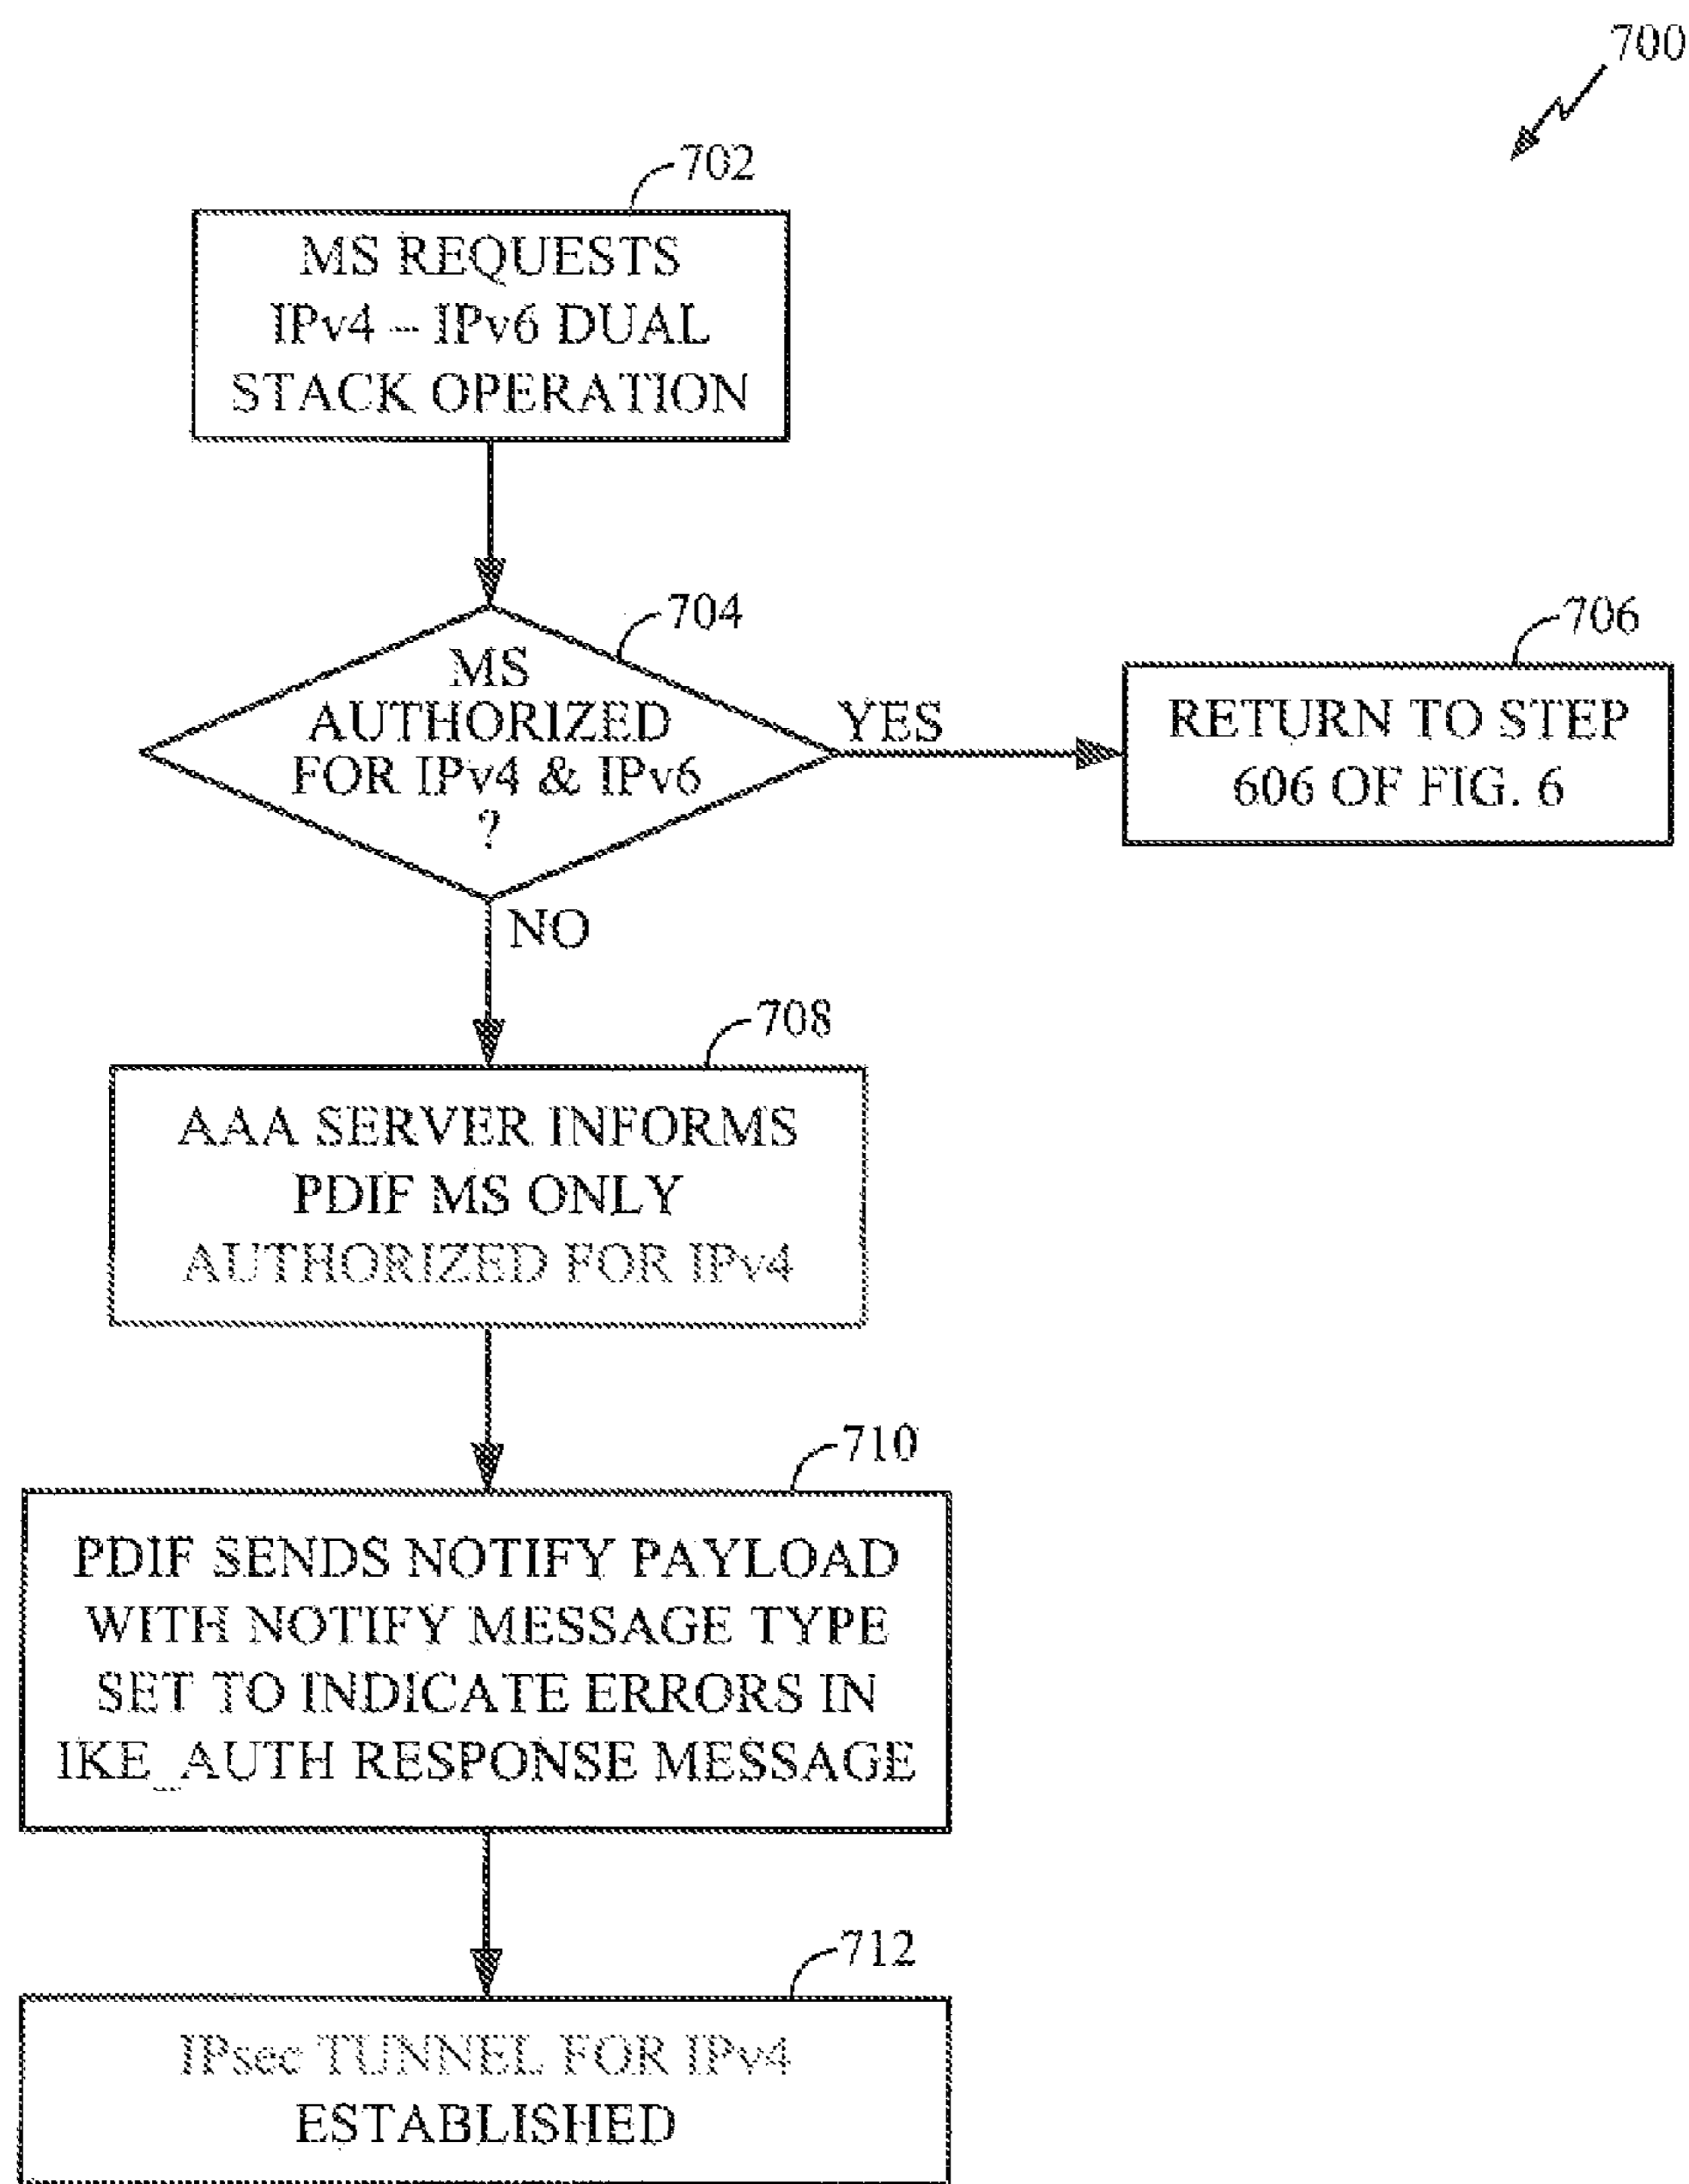 700
702
MS REQUESTS
IPv4 – IPv6 DUAL
STACK OPERATION
704
MS
AUTHORIZED
FOR IPv4 & IPv6
?
YES
706
RETURN TO STEP
606 OF FIG. 6
NO
708
AAA SERVER INFORMS
PDIF MS ONLY
AUTHORIZED FOR IPv4
710
PDIF SENDS NOTIFY PAYLOAD
WITH NOTIFY MESSAGE TYPE
SET TO INDICATE ERRORS IN
IKE_AUTH RESPONSE MESSAGE
712
IPsec TUNNEL FOR IPv4
ESTABLISHED